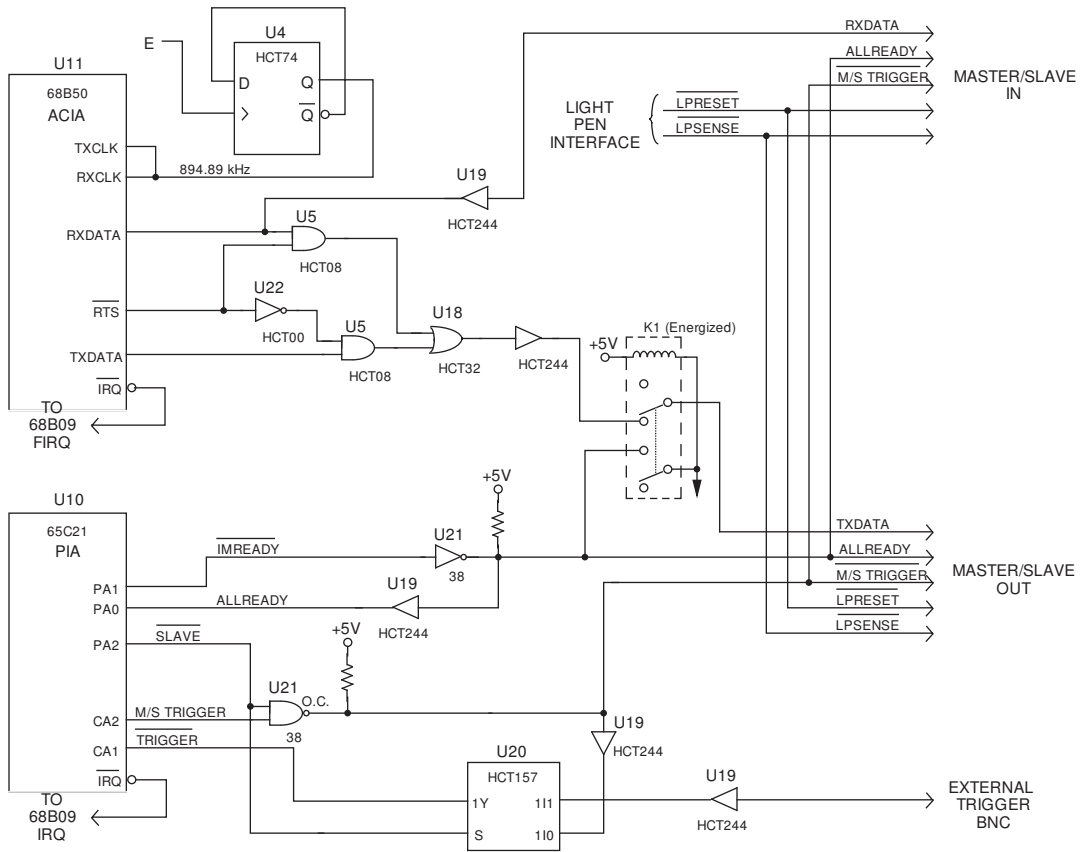 U4
HCT74
E
D
Q
Q
U11
68B50
ACIA
TXCLK
RXCLK
894.89 kHz
RXDATA
RTS
TXDATA
IRQ
TO
68B09
FIRQ
U19
HCT244
U5
HCT08
U22
HCT00
U5
HCT08
U18
HCT32
HCT244
LIGHT
PEN
INTERFACE
LPRESET
LPSENSE
RXDATA
ALLREADY
M/S TRIGGER
MASTER/SLAVE
IN
K1 (Energized)
+5V
U10
65C21
PIA
PA1
PA0
PA2
CA2
CA1
IRQ
TO
68B09
IRQ
IMREADY
U21
38
+5V
ALLREADY
U19
HCT244
SLAVE
+5V
U21
O.C.
38
M/S TRIGGER
TRIGGER
U20
HCT157
1Y
S
1I1
1I0
U19
HCT244
U19
HCT244
TXDATA
ALLREADY
M/S TRIGGER
LPRESET
LPSENSE
MASTER/SLAVE
OUT
EXTERNAL
TRIGGER
BNC